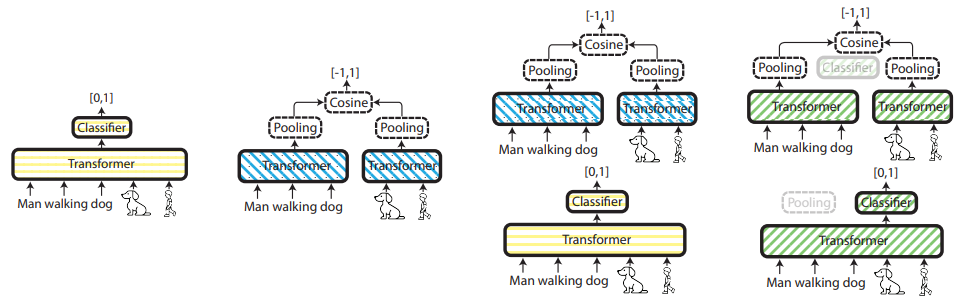 [0,1]
Classifier
Transformer
Man walking dog
[-1,1]
Cosine
Pooling Pooling
Transformer Transformer
Man walking dog
[-1,1]
Cosine
Pooling Pooling
Transformer Transformer
Man walking dog
[0,1]
Classifier
Transformer
Man walking dog
[-1,1]
Cosine
Pooling Classifier Pooling
Transformer Transformer
Man walking dog
[0,1]
Pooling Classifier
Transformer
Man walking dog